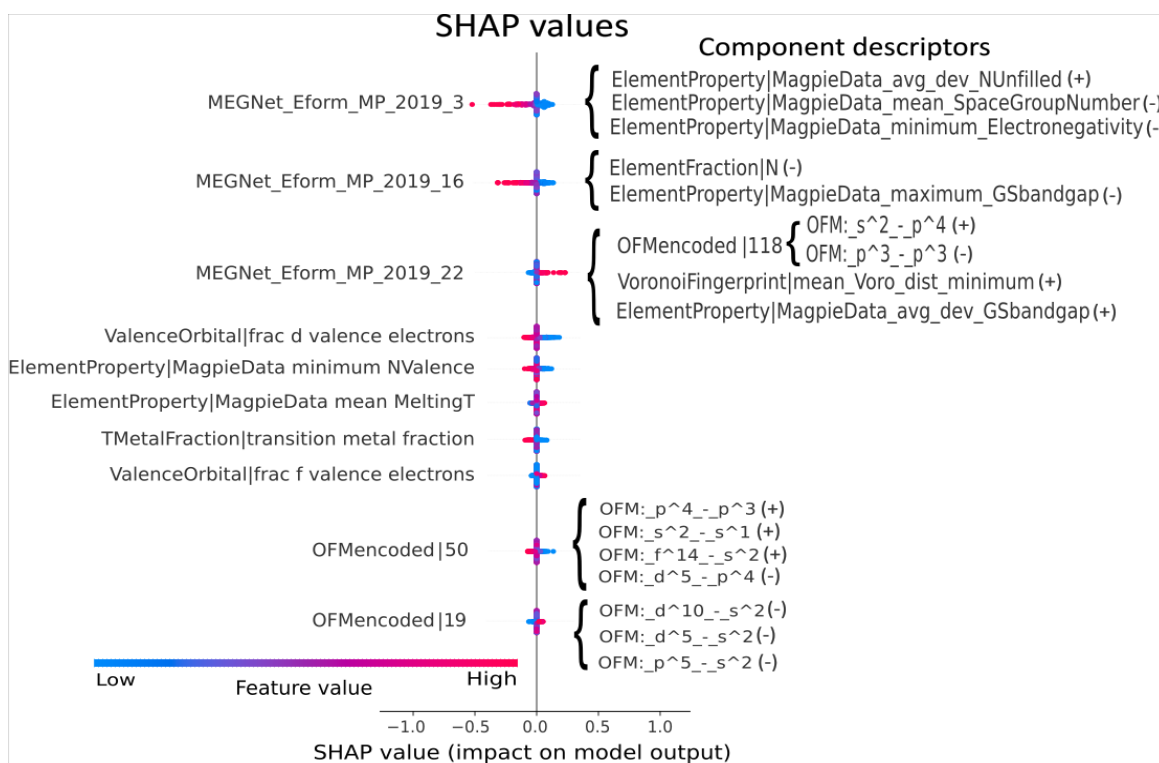 SHAP values
Component descriptors
MEGNet_Eform_MP_2019_3
ElementProperty|MagpieData_avg_dev_NUnfilled (+)
ElementProperty|MagpieData_mean_SpaceGroupNumber (-)
ElementProperty|MagpieData_minimum_Electronegativity (-
MEGNet_Eform_MP_2019_16
ElementFraction|N (-)
ElementProperty|MagpieData_maximum_GSbandgap (-)
MEGNet_Eform_MP_2019_22
OFMencoded |118
OFM:_s^2_-_p^4 (+)
OFM:_p^3_-_p^3 (-)
VoronoiFingerprint|mean_Voro_dist_minimum (+)
ElementProperty|MagpieData_avg_dev_GSbandgap (+)
ValenceOrbital|frac d valence electrons
ElementProperty|MagpieData minimum NValence
ElementProperty|MagpieData mean MeltingT
TMetalFraction|transition metal fraction
ValenceOrbital|frac f valence electrons
OFMencoded|50
OFM:_p^4_-_p^3 (+)
OFM:_s^2_-_s^1 (+)
OFM:_f^14_-_s^2 (+)
OFM:_d^5_-_p^4 (-)
OFMencoded|19
OFM:_d^10_-_s^2(-)
OFM:_d^5_-_s^2 (-)
OFM:_p^5_-_s^2 (-)
Low
Feature value
High
−1.0 −0.5 0.0 0.5 1.0
SHAP value (impact on model output)